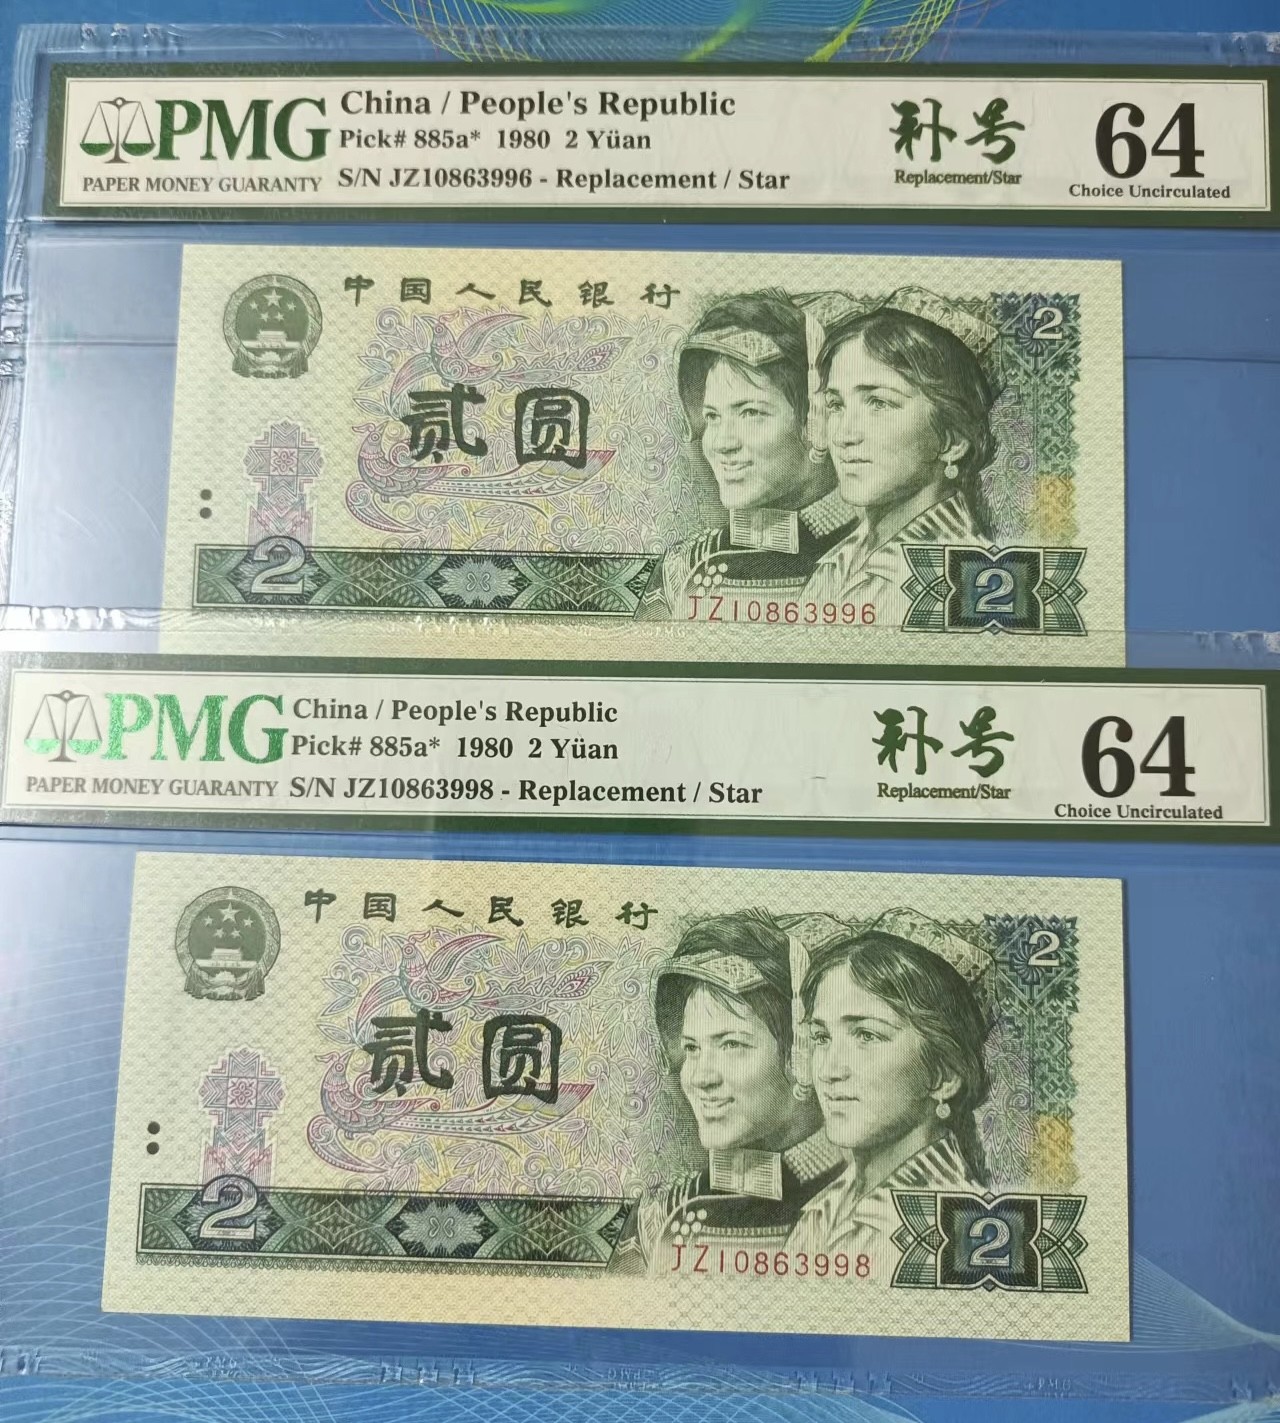 PMG
PAPER MONEY GUARANTY
China / People's Republic
Pick# 885a* 1980 2 Yüan
S/N JZ10863996 - Replacement / Star
补号
Replacement/Star
64
Choice Uncirculated
中国人民银行
2
贰圆
2
JZ10863996
2
PMG
PAPER MONEY GUARANTY
China / People's Republic
Pick# 885a* 1980 2 Yüan
S/N JZ10863998 - Replacement / Star
补号
Replacement/Star
64
Choice Uncirculated
中国人民银行
2
贰圆
2
JZ10863998
2